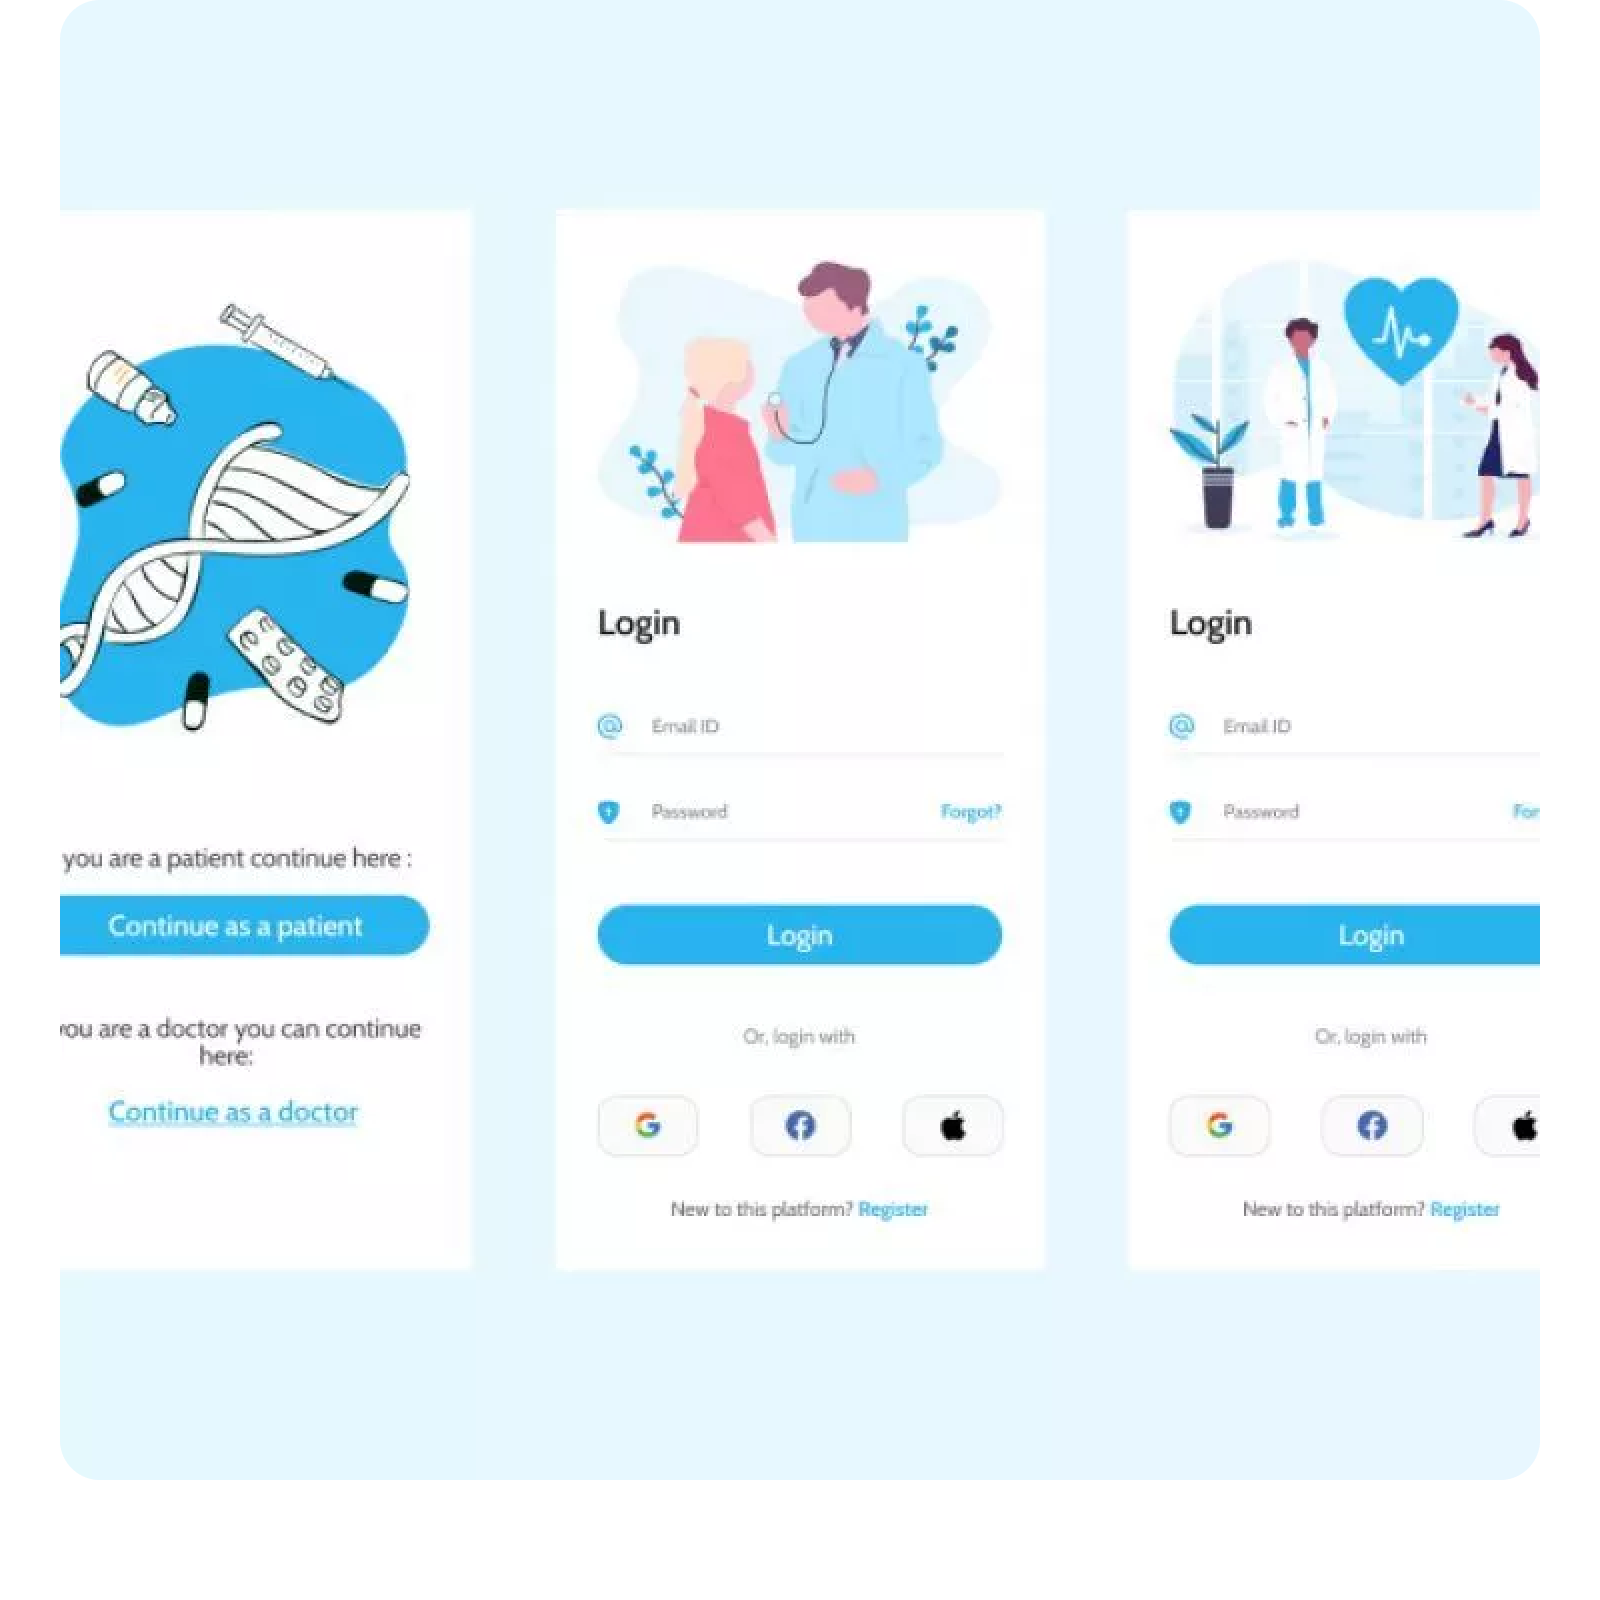 you are a patient continue here :
Continue as a patient
you are a doctor you can continue
here:
Continue as a doctor
Login
Email ID
Password Forgot?
Login
Or, login with
New to this platform? Register
Login
Email ID
Password For
Login
Or, login with
New to this platform? Register